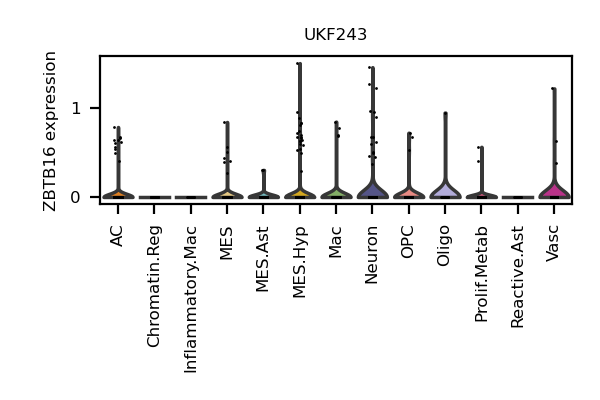 UKF243
ZBTB16 expression
1
0
AC
Chromatin.Reg
Inflammatory.Mac
MES
MES.Ast
MES.Hyp
Mac
Neuron
OPC
Oligo
Prolif.Metab
Reactive.Ast
Vasc